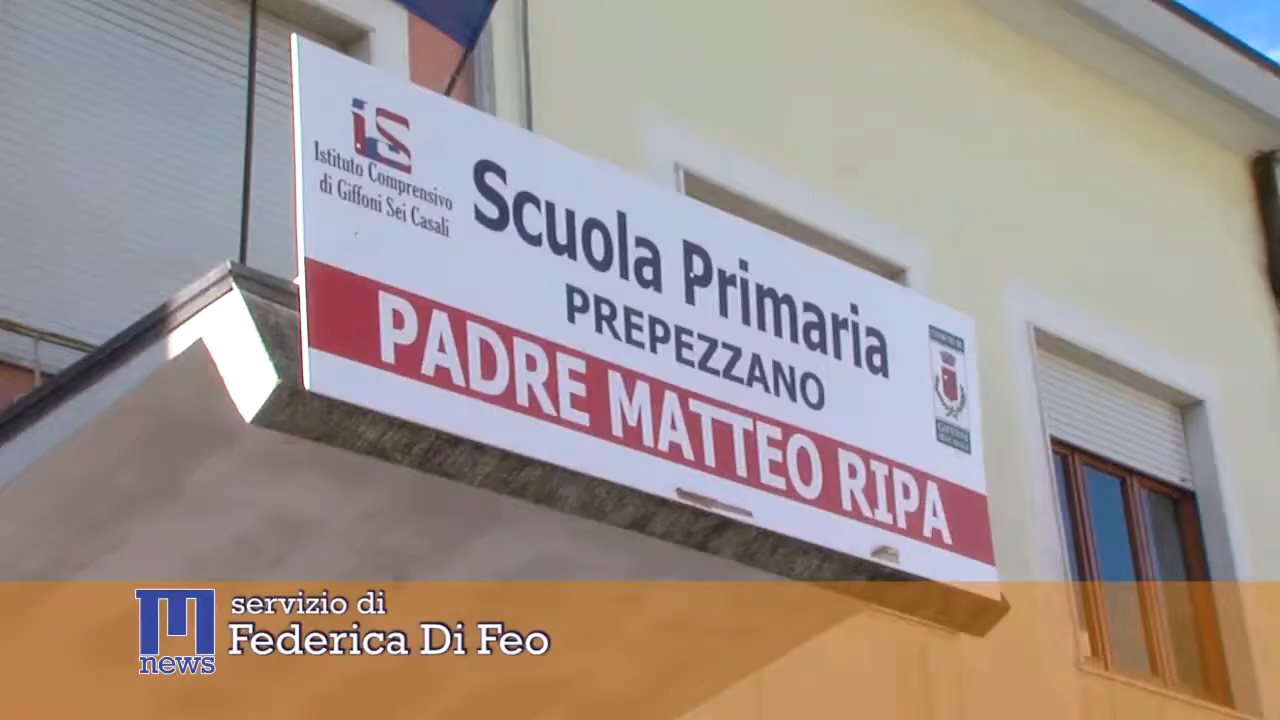 iS
Istituto Comprensivo
di Giffoni Sei Casali
Scuola Primaria
PREPEZZANO
PADRE MATTEO RIPA
servizio di
Federica Di Feo
news